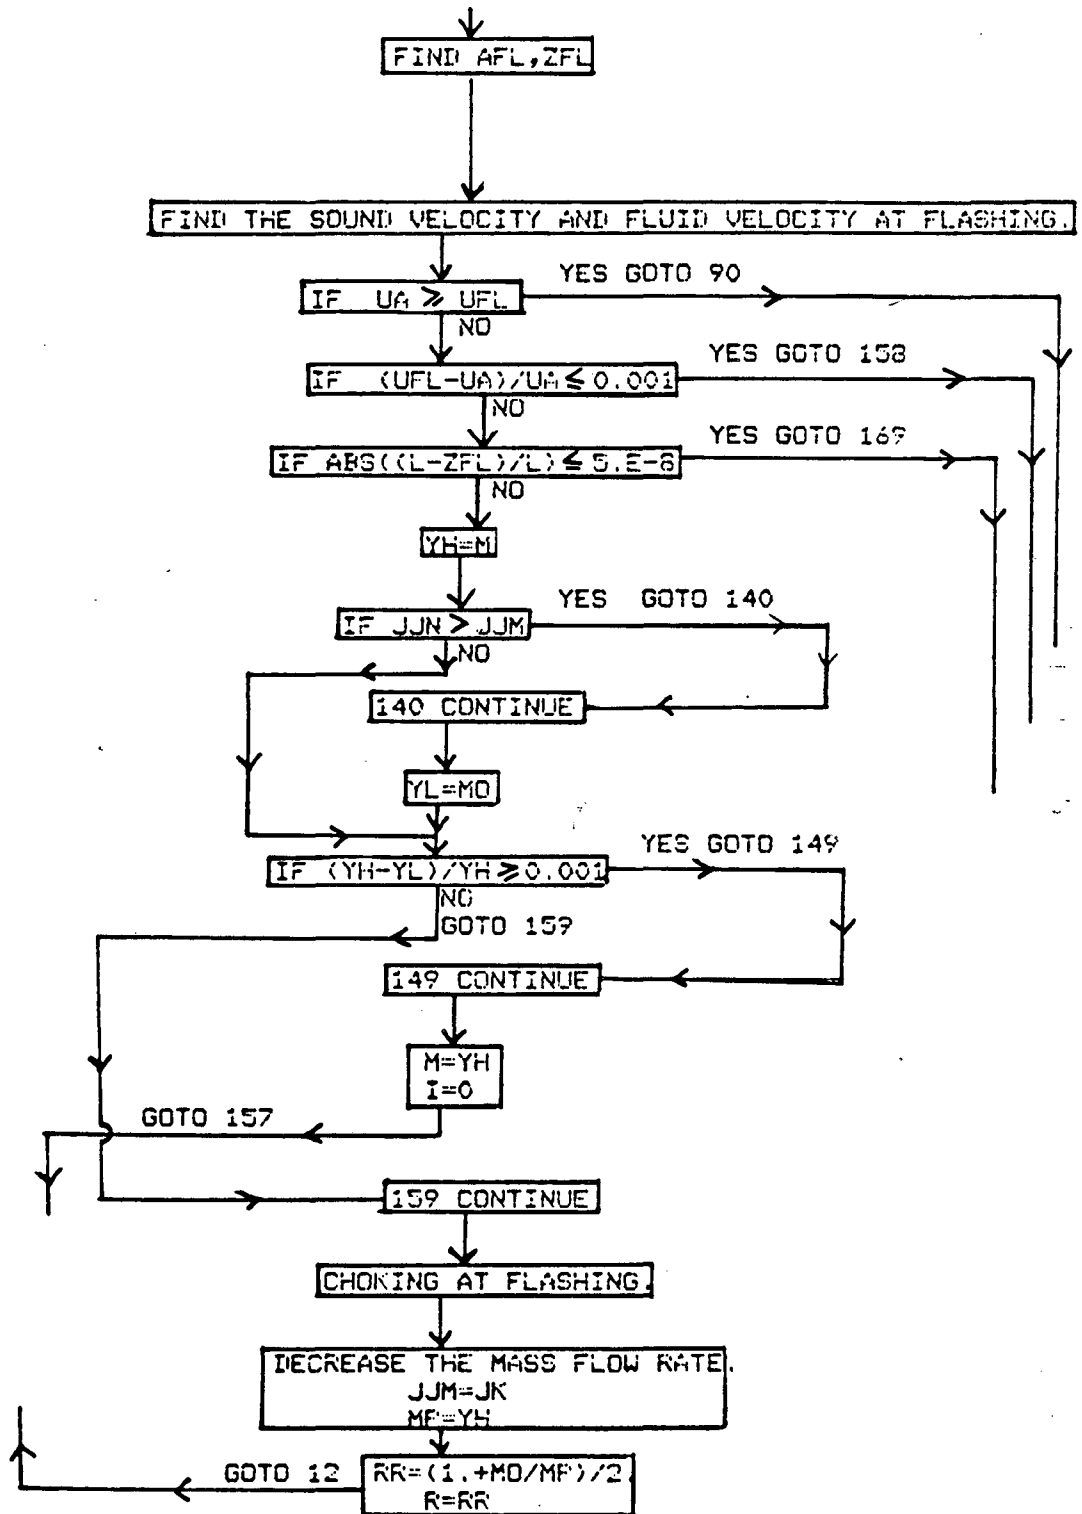 FIND AFL,ZFL
FIND THE SOUND VELOCITY AND FLUID VELOCITY AT FLASHING.
YES GOTO 90
IF UA ≥ UFL
NO
YES GOTO 158
IF (UFL-UA)/UA ≤ 0.001
NO
YES GOTO 169
IF ABS((L-ZFL)/L) ≤ 5.E-6
NO
YH=M
YES GOTO 140
IF JJN > JJM
NO
140 CONTINUE
YL=MO
YES GOTO 149
IF (YH-YL)/YH ≥ 0.001
NO
GOTO 159
149 CONTINUE
M=YH
I=0
GOTO 157
159 CONTINUE
CHOKING AT FLASHING.
DECREASE THE MASS FLOW RATE.
JJM=JK
MP=YH
GOTO 12
RR=(1.+MO/MP)/2.
R=RR